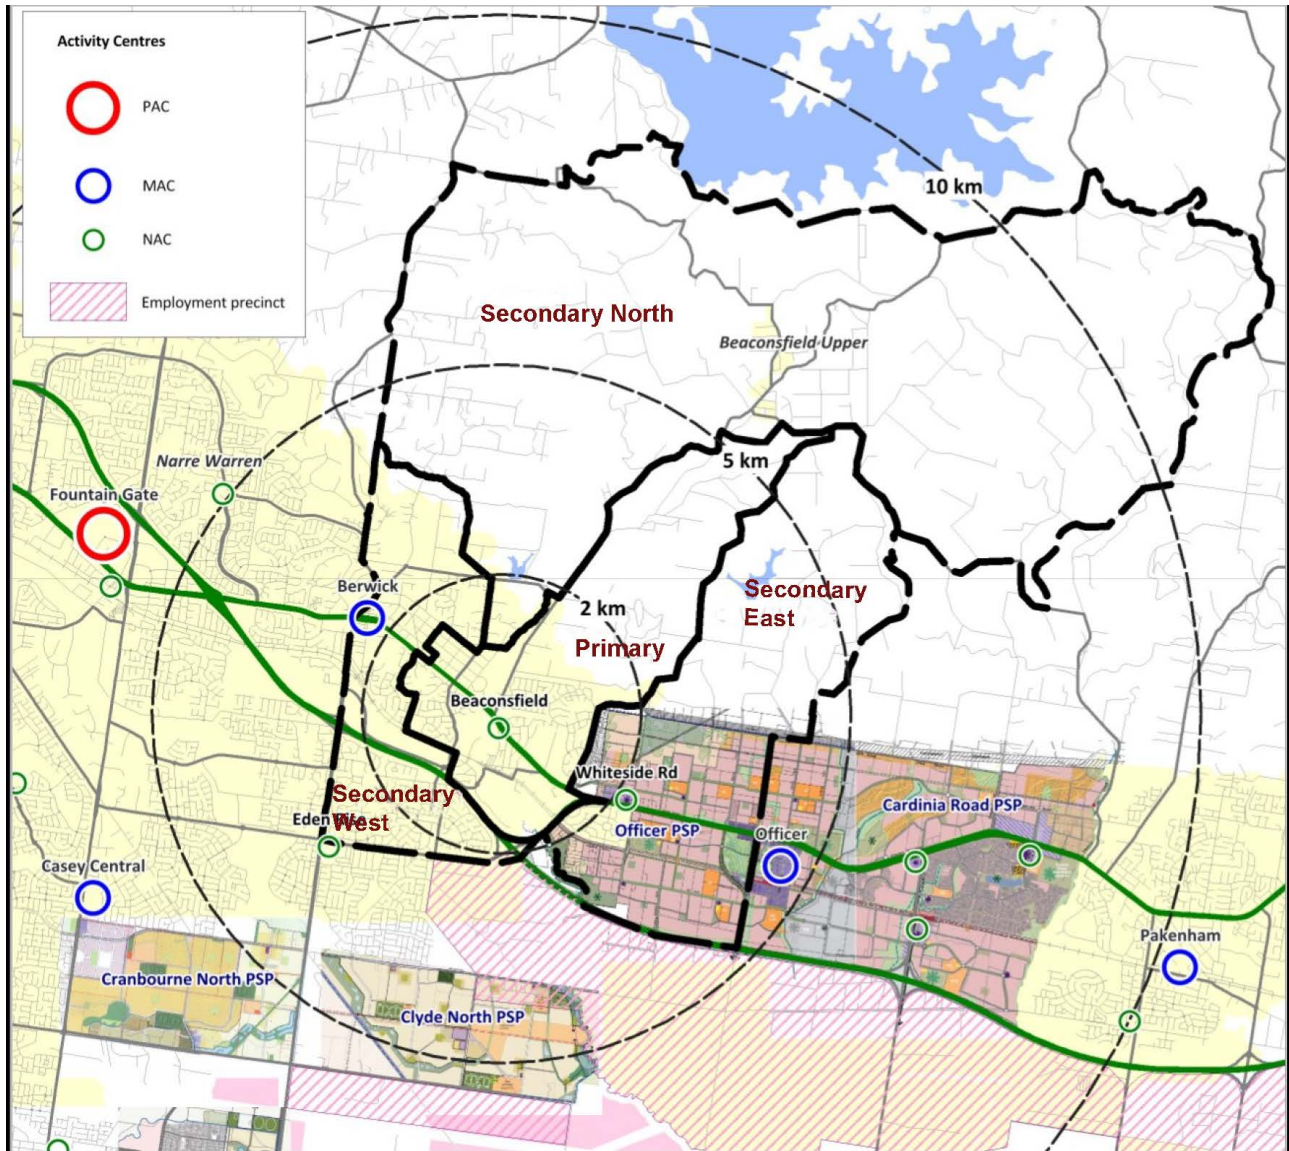 Activity Centres
PAC
MAC
NAC
Employment precinct
10 km
Secondary North
Beaconsfield Upper
5 km
Narre Warren
Fountain Gate
Berwick
2 km
Secondary
East
Primary
Beaconsfield
Whiteside Rd
Secondary
West
Cardinia Road PSP
Officer PSP
Officer
Casey Central
Pakenham
Cranbourne North PSP
Clyde North PSP